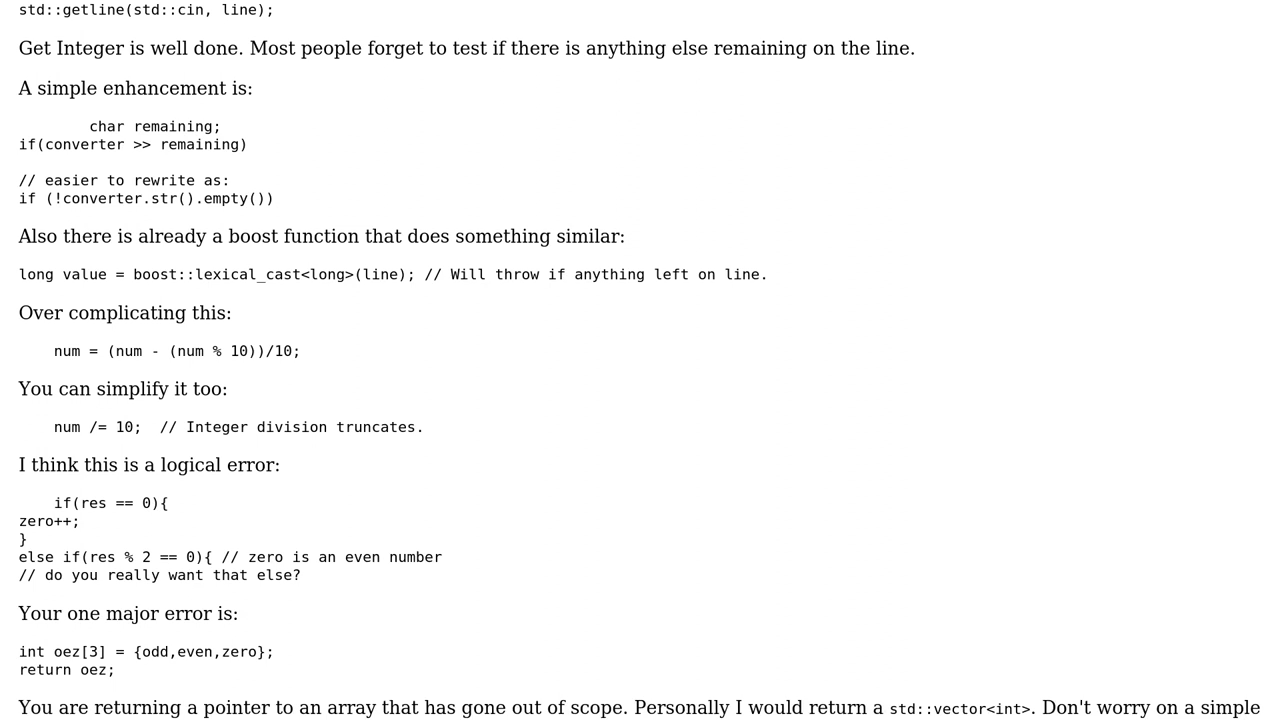 std::getline(std::cin, line);
Get Integer is well done. Most people forget to test if there is anything else remaining on the line.
A simple enhancement is:
        char remaining;
if(converter >> remaining)

// easier to rewrite as:
if (!converter.str().empty())
Also there is already a boost function that does something similar:
long value = boost::lexical_cast<long>(line); // Will throw if anything left on line.
Over complicating this:
    num = (num - (num % 10))/10;
You can simplify it too:
    num /= 10;  // Integer division truncates.
I think this is a logical error:
    if(res == 0){
zero++;
}
else if(res % 2 == 0){ // zero is an even number
// do you really want that else?
Your one major error is:
int oez[3] = {odd,even,zero};
return oez;
You are returning a pointer to an array that has gone out of scope. Personally I would return a std::vector<int>. Don't worry on a simple